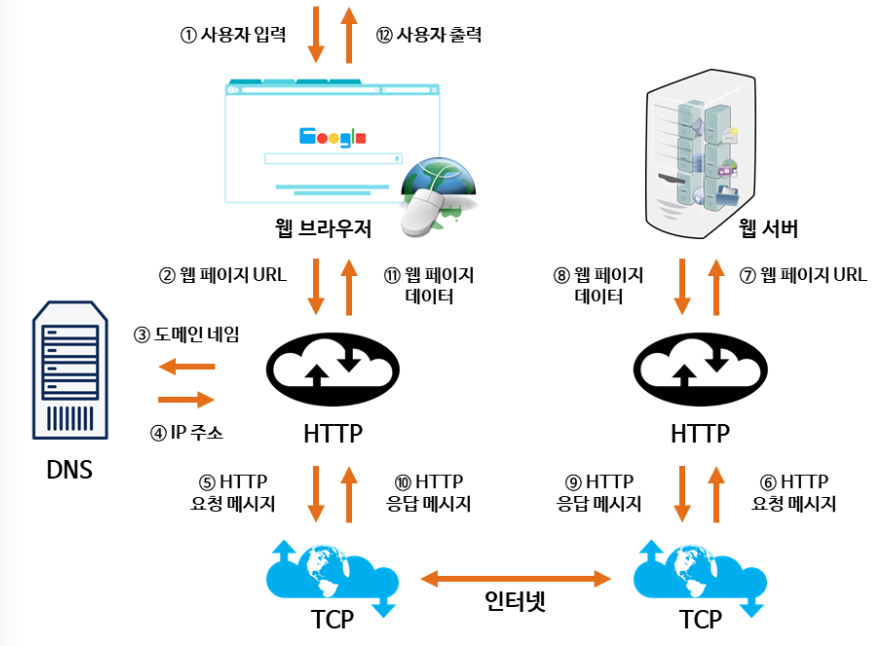 ① 사용자 입력
⑫ 사용자 출력
Google
웹 브라우저
웹 서버
② 웹 페이지 URL
⑪ 웹 페이지
데이터
⑧ 웹 페이지
데이터
⑦ 웹 페이지 URL
③ 도메인 네임
④ IP 주소
DNS
HTTP
HTTP
⑤ HTTP
요청 메시지
⑩ HTTP
응답 메시지
⑨ HTTP
응답 메시지
⑥ HTTP
요청 메시지
인터넷
TCP
TCP